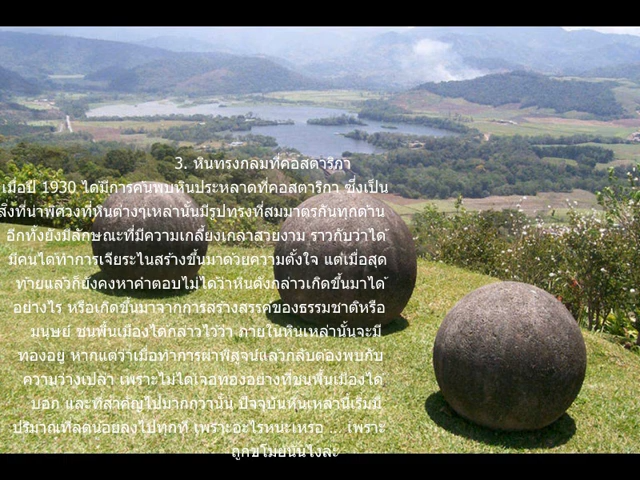 3. หินทรงกลมที่คอสตาริกา
เมื่อปี 1930 ได้มีการค้นพบหินประหลาดที่คอสตาริกา ซึ่งเป็น
สิ่งที่น่าพิศวงที่หินต่างๆเหล่านั้นมีรูปทรงที่สมมาตรกันทุกด้าน
อีกทั้งยังมีลักษณะที่มีความเกลี้ยงเกลาสวยงาม ราวกับว่าได้
มีคนได้ทำการเจียระไนสร้างขึ้นมาด้วยความตั้งใจ แต่เมื่อสุด
ท้ายแล้วก็ยังคงหาคำตอบไม่ได้ว่าหินดังกล่าวเกิดขึ้นมาได้
อย่างไร หรือเกิดขึ้นมาจากการสร้างสรรค์ของธรรมชาติหรือ
มนุษย์ ชนพื้นเมืองได้กล่าวไว้ว่า ภายในหินเหล่านั้นจะมี
ทองอยู่ หากแต่ว่าเมื่อทำการผ่าพิสูจน์แล้วกลับต้องพบกับ
ความว่างเปล่า เพราะไม่ได้เจอทองอย่างที่ชนพื้นเมืองได้
บอก และที่สำคัญไปมากกว่านั้น ปัจจุบันหินเหล่านี้เริ่มมี
ปริมาณที่ลดน้อยลงไปทุกที เพราะอะไรหน่ะเหรอ ... เพราะ
ถูกขโมยนั่นไงล่ะ